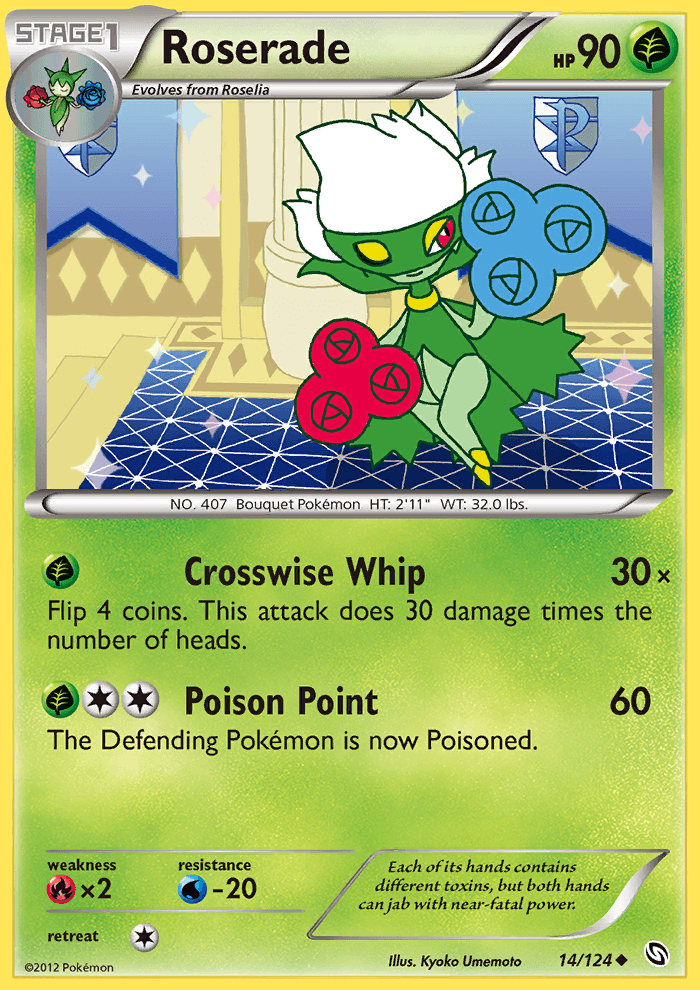 STAGE1
Roserade
HP 90
Evolves from Roselia
NO. 407 Bouquet Pokémon HT: 2'11" WT: 32.0 lbs.
Crosswise Whip 30×
Flip 4 coins. This attack does 30 damage times the
number of heads.
Poison Point 60
The Defending Pokémon is now Poisoned.
weakness resistance
×2 -20
retreat
Each of its hands contains
different toxins, but both hands
can jab with near-fatal power.
©2012 Pokémon
Illus. Kyoko Umemoto 14/124